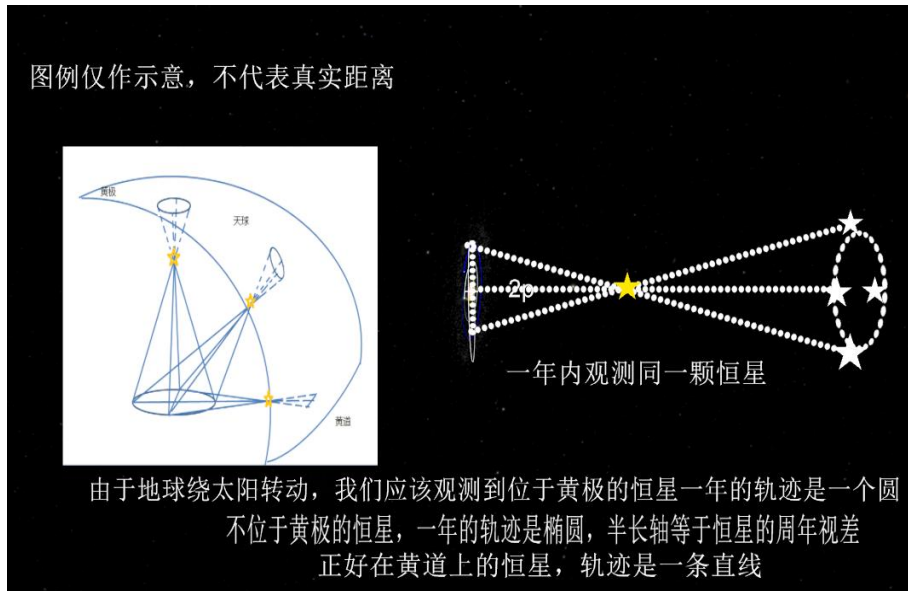 图例仅作示意，不代表真实距离
黄极
天球
黄道
2p
一年内观测同一颗恒星
由于地球绕太阳转动，我们应该观测到位于黄极的恒星一年的轨迹是一个圆
不位于黄极的恒星，一年的轨迹是椭圆，半长轴等于恒星的周年视差
正好在黄道上的恒星，轨迹是一条直线